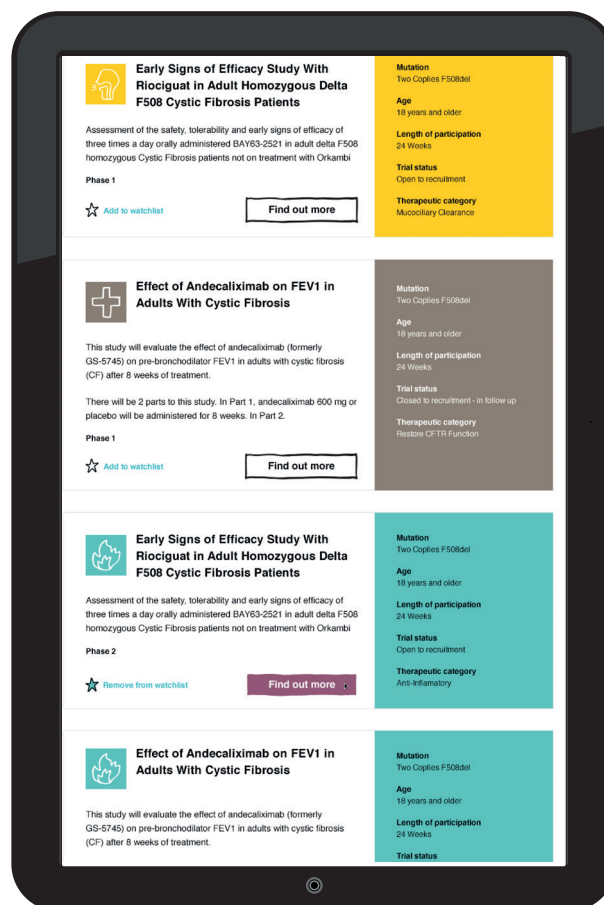 Early Signs of Efficacy Study With
Riociguat in Adult Homozygous Delta
F508 Cystic Fibrosis Patients
Assessment of the safety, tolerability and early signs of efficacy of
three times a day orally administered BAY63-2521 in adult delta F508
homozygous Cystic Fibrosis patients not on treatment with Orkambi
Phase 1
Add to watchlist
Find out more
Mutation
Two Coplies F508del
Age
18 years and older
Length of participation
24 Weeks
Trial status
Open to recruitment
Therapeutic category
Mucociliary Clearance
Effect of Andecaliximab on FEV1 in
Adults With Cystic Fibrosis
This study will evaluate the effect of andecaliximab (formerly
GS-5745) on pre-bronchodilator FEV1 in adults with cystic fibrosis
(CF) after 8 weeks of treatment.
There will be 2 parts to this study. In Part 1, andecaliximab 600 mg or
placebo will be administered for 8 weeks. In Part 2.
Phase 1
Add to watchlist
Find out more
Mutation
Two Coplies F508del
Age
18 years and older
Length of participation
24 Weeks
Trial status
Closed to recruitment - in follow up
Therapeutic category
Restore CFTR Function
Early Signs of Efficacy Study With
Riociguat in Adult Homozygous Delta
F508 Cystic Fibrosis Patients
Assessment of the safety, tolerability and early signs of efficacy of
three times a day orally administered BAY63-2521 in adult delta F508
homozygous Cystic Fibrosis patients not on treatment with Orkambi
Phase 2
Remove from watchlist
Find out more
Mutation
Two Coplies F508del
Age
18 years and older
Length of participation
24 Weeks
Trial status
Open to recruitment
Therapeutic category
Anti-Inflamatory
Effect of Andecaliximab on FEV1 in
Adults With Cystic Fibrosis
This study will evaluate the effect of andecaliximab (formerly
GS-5745) on pre-bronchodilator FEV1 in adults with cystic fibrosis
(CF) after 8 weeks of treatment.
Mutation
Two Coplies F508del
Age
18 years and older
Length of participation
24 Weeks
Trial status